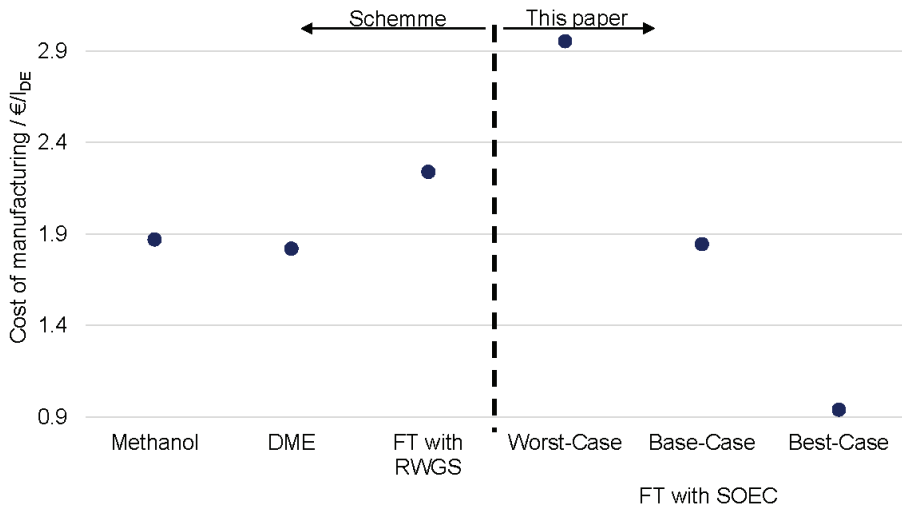 Schemme
This paper
Cost of manufacturing / €/lDE
2.9
2.4
1.9
1.4
0.9
Methanol
DME
FT with
RWGS
Worst-Case
Base-Case
Best-Case
FT with SOEC